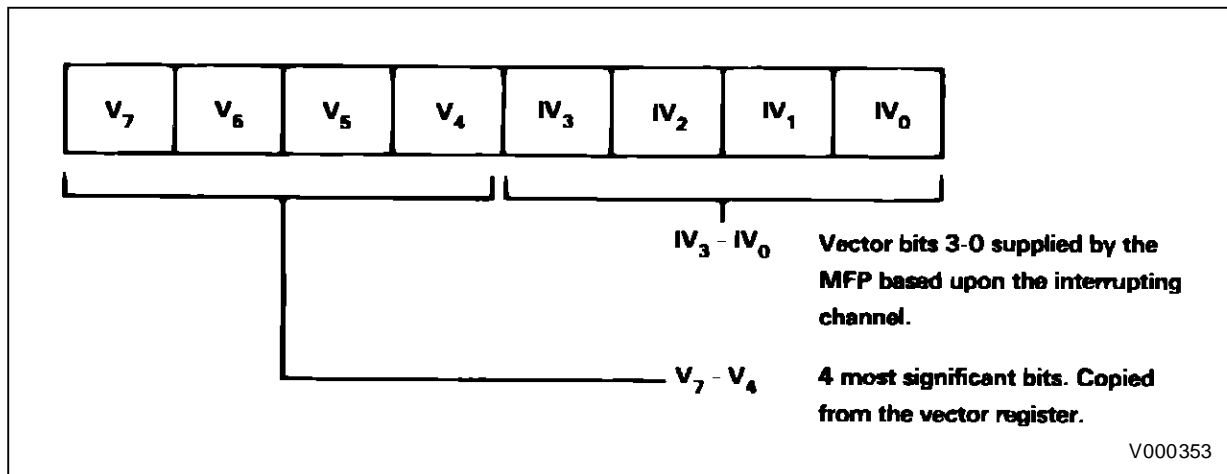 V7 V6 V5 V4 IV3 IV2 IV1 IV0
IV3 - IV0 Vector bits 3-0 supplied by the
MFP based upon the interrupting
channel.
V7 - V4 4 most significant bits. Copied
from the vector register.
V000353